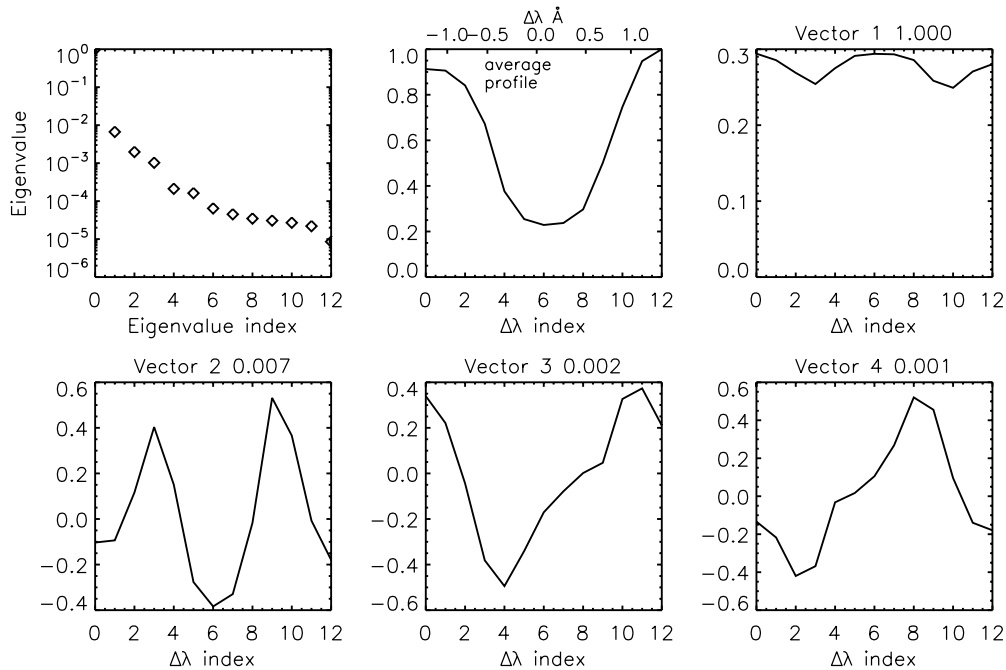 10⁰
10⁻¹
10⁻²
10⁻³
10⁻⁴
10⁻⁵
10⁻⁶
Eigenvalue
0 2 4 6 8 10 12
Eigenvalue index
Δλ Å
−1.0 −0.5 0.0 0.5 1.0
average
profile
1.0
0.8
0.6
0.4
0.2
0.0
0 2 4 6 8 10 12
Δλ index
Vector 1 1.000
0.3
0.2
0.1
0.0
0 2 4 6 8 10 12
Δλ index
Vector 2 0.007
0.6
0.4
0.2
0.0
−0.2
−0.4
0 2 4 6 8 10 12
Δλ index
Vector 3 0.002
0.4
0.2
0.0
−0.2
−0.4
−0.6
0 2 4 6 8 10 12
Δλ index
Vector 4 0.001
0.6
0.4
0.2
0.0
−0.2
−0.4
−0.6
0 2 4 6 8 10 12
Δλ index